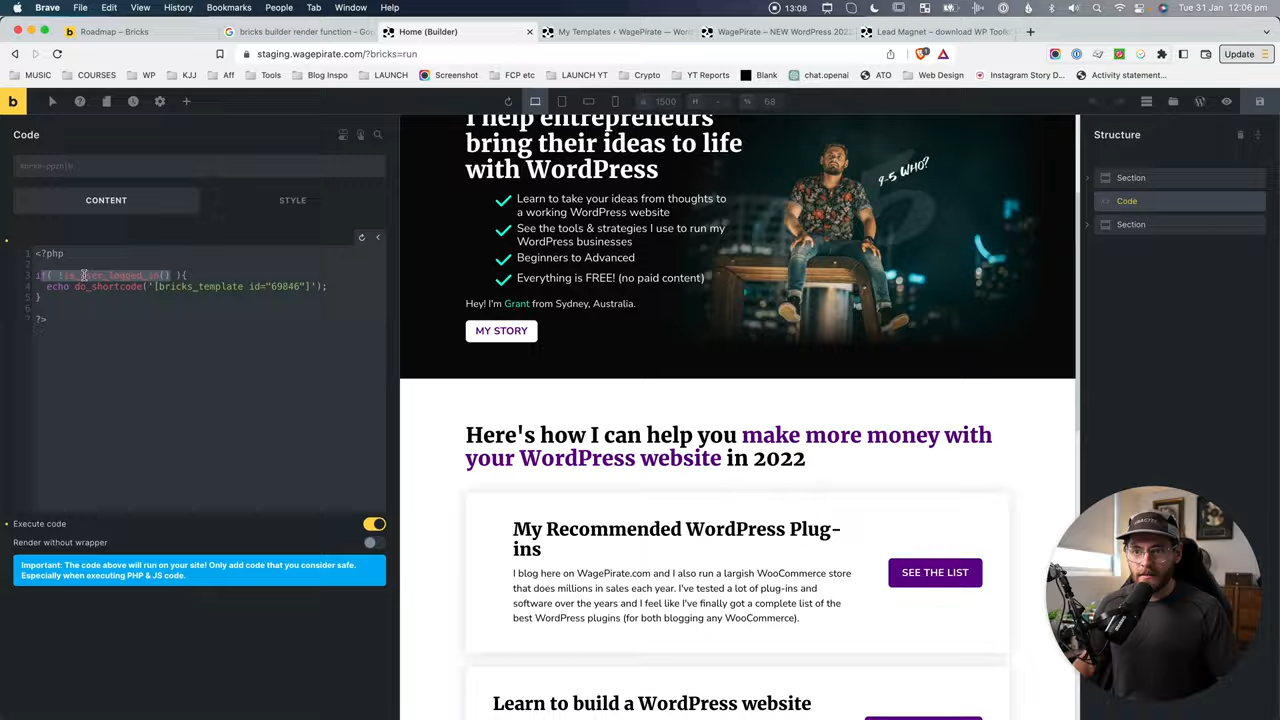 Brave File Edit View History Bookmarks People Tab Window Help 13:08 Tue 31 Jan 12:06 pm
Roadmap – Bricks
bricks builder render function – Go
Home (Builder)
My Templates ‹ WagePirate — Wor
WagePirate – NEW WordPress 2022
Lead Magnet – download WP Toolk
staging.wagepirate.com/?bricks=run
Update
MUSIC COURSES WP KJJ Aff Tools Blog Inspo LAUNCH Screenshot FCP etc LAUNCH YT Crypto YT Reports Blank chat.openai ATO Web Design Instagram Story D... Activity statement...
b
1500 H - % 68
Code
CONTENT STYLE
1 <?php
2
3 if( !is_user_logged_in() ){
4 echo do_shortcode('[bricks_template id="69846"]');
5 }
6
7 ?>
Execute code
Render without wrapper
Important: The code above will run on your site! Only add code that you consider safe.
Especially when executing PHP & JS code.
I help entrepreneurs
bring their ideas to life
with WordPress
Learn to take your ideas from thoughts to
a working WordPress website
See the tools & strategies I use to run my
WordPress businesses
Beginners to Advanced
Everything is FREE! (no paid content)
Hey! I'm Grant from Sydney, Australia.
MY STORY
9-5 WHO?
Here's how I can help you make more money with
your WordPress website in 2022
My Recommended WordPress Plug-
ins
I blog here on WagePirate.com and I also run a largish WooCommerce store
that does millions in sales each year. I've tested a lot of plug-ins and
software over the years and I feel like I've finally got a complete list of the
best WordPress plugins (for both blogging any WooCommerce).
SEE THE LIST
Learn to build a WordPress website
Structure
Section
Code
Section